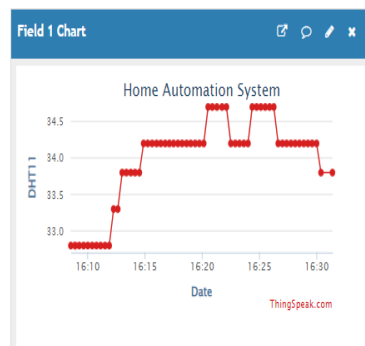 Field 1 Chart
Home Automation System
DHT11
34.5
34.0
33.5
33.0
16:10 16:15 16:20 16:25 16:30
Date
ThingSpeak.com